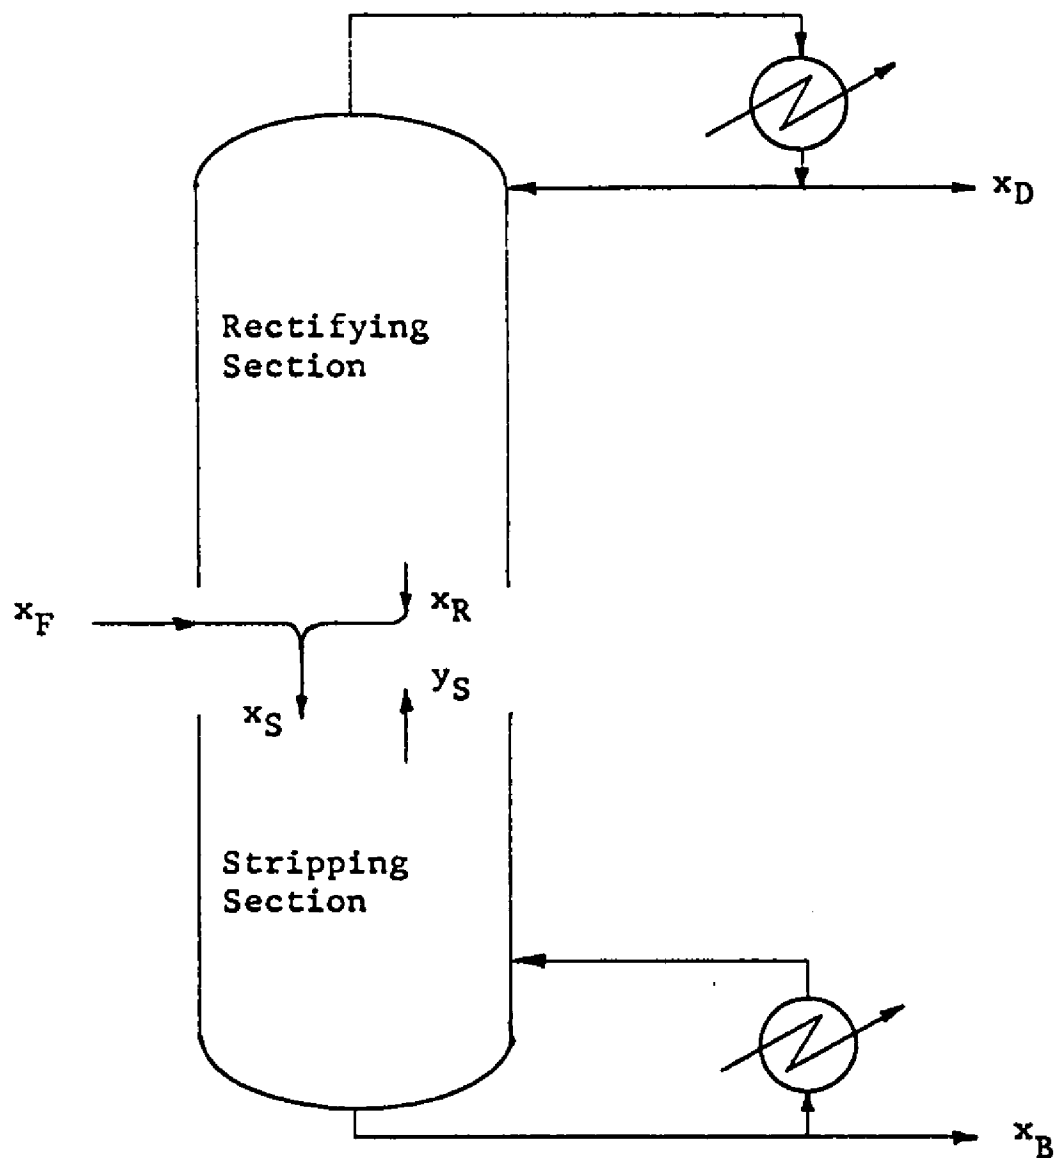 x_D
Rectifying
Section
x_F
x_R
y_S
x_S
Stripping
Section
x_B